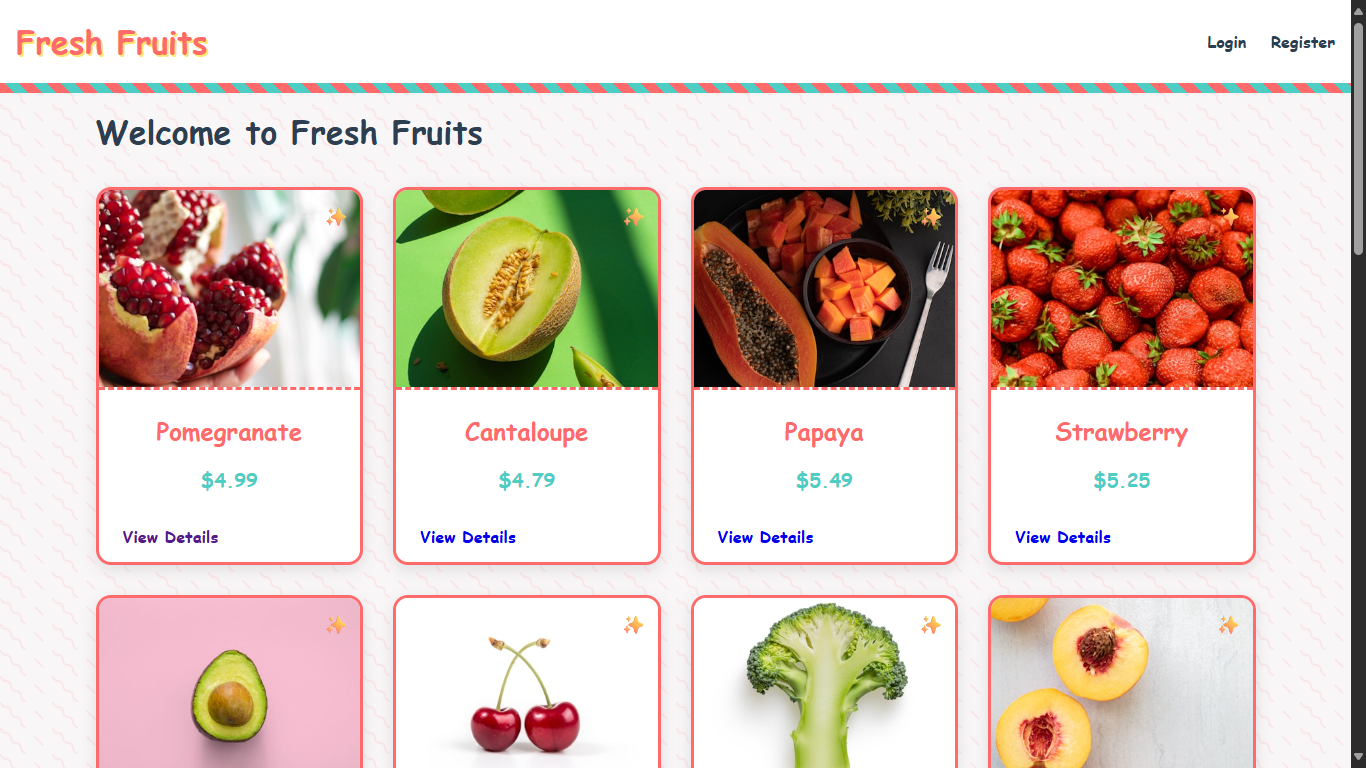 Fresh Fruits
Login Register
Welcome to Fresh Fruits
Pomegranate
$4.99
View Details
Cantaloupe
$4.79
View Details
Papaya
$5.49
View Details
Strawberry
$5.25
View Details